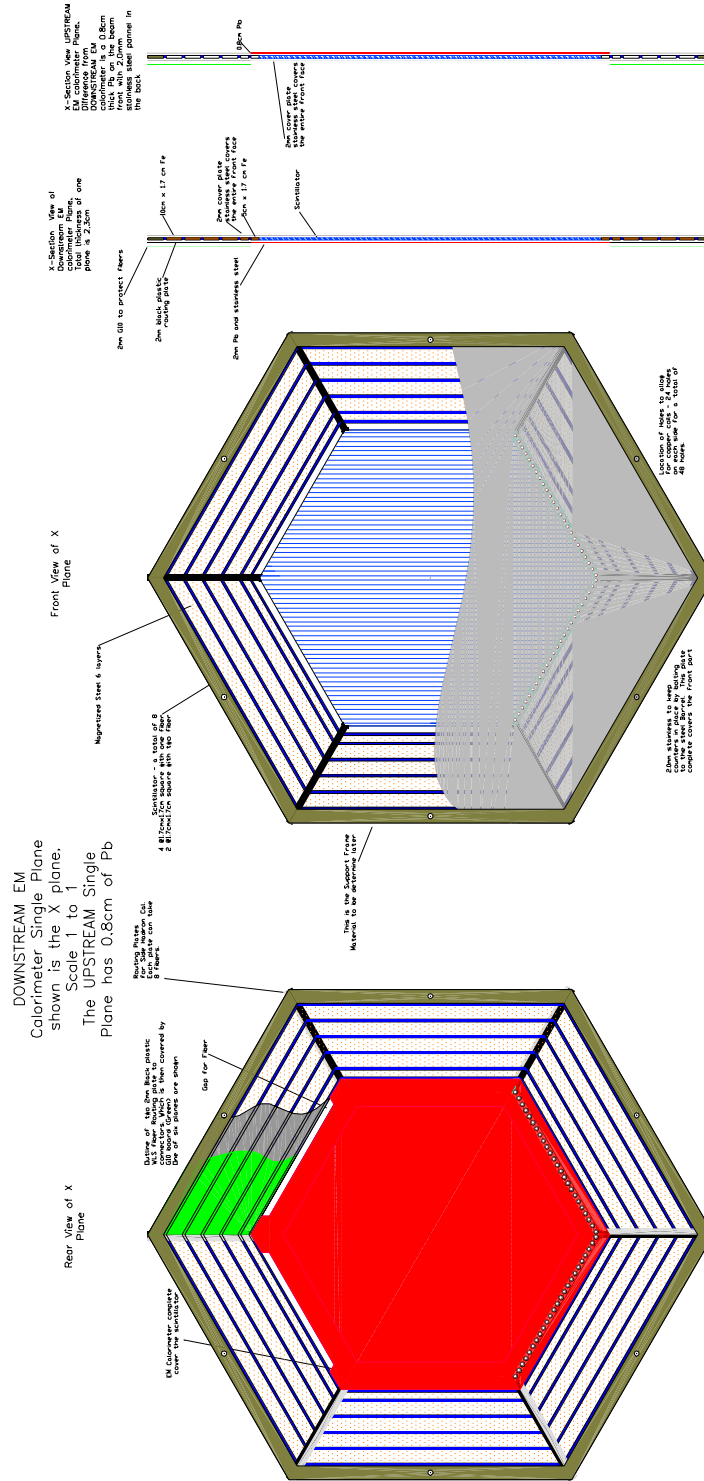 DOWNSTREAM EM
Calorimeter Single Plane
shown is the X plane.
Scale 1 to 1
The UPSTREAM Single
Plane has 0.8cm of Pb
Rear View of X
Plane
EM Calorimeter complete
cover the scintillator
Outline of two 2mm Black plastic
WLS fiber Routing plate to
connectors. Which is then covered by
G10 board (Green)
One of six planes are shown
Gap for Fiber
Routing Plates
for Side Hadron Cal.
Each plate can take
8 fibers.
Front View of X
Plane
Magnetized Steel 6 layers
Scintillator - a total of 8
4 @1.7cmx1.7cm square with one fiber
2 @1.7cmx1.7cm square with two fiber
This is the Support Frame
Material to be determine later
2.0mm stainless to keep
counters in place by bolting
to the steel Barrel. This plate
complete covers the front part
Location of Holes to allow
for copper coils - 24 holes
on each side for a total of
48 holes.
X-Section View of
Downstream EM
calorimeter Plane.
Total thickness of one
plane is 2.3cm
2mm G10 to protect fibers
10cm x 1.7 cm Fe
2mm black plastic
routing plate
2mm cover plate
stainless steel covers
the entire front face
5cm x 1.7 cm Fe
2mm Pb and stainless steel
Scintillator
X-Section View UPSTREAM
EM calorimeter Plane.
Difference from
DOWNSTREAM EM
calorimeter is a 0.8cm
thick Pb on the beam
front with 2.0mm
stainless steel pannel in
the back
0.8cm Pb
2mm cover plate
stainless steel covers
the entire front face